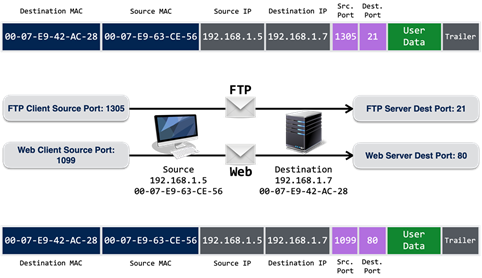 Destination MAC Source MAC Source IP Destination IP Src. Port Dest. Port
00-07-E9-42-AC-28 00-07-E9-63-CE-56 192.168.1.5 192.168.1.7 1305 21 User Data Trailer
FTP
FTP Client Source Port: 1305
FTP Server Dest Port: 21
Web Client Source Port:
1099
Web Server Dest Port: 80
Web
Source
192.168.1.5
00-07-E9-63-CE-56
Destination
192.168.1.7
00-07-E9-42-AC-28
00-07-E9-42-AC-28 00-07-E9-63-CE-56 192.168.1.5 192.168.1.7 1099 80 User Data Trailer
Destination MAC Source MAC Source IP Destination IP Src. Port Dest. Port